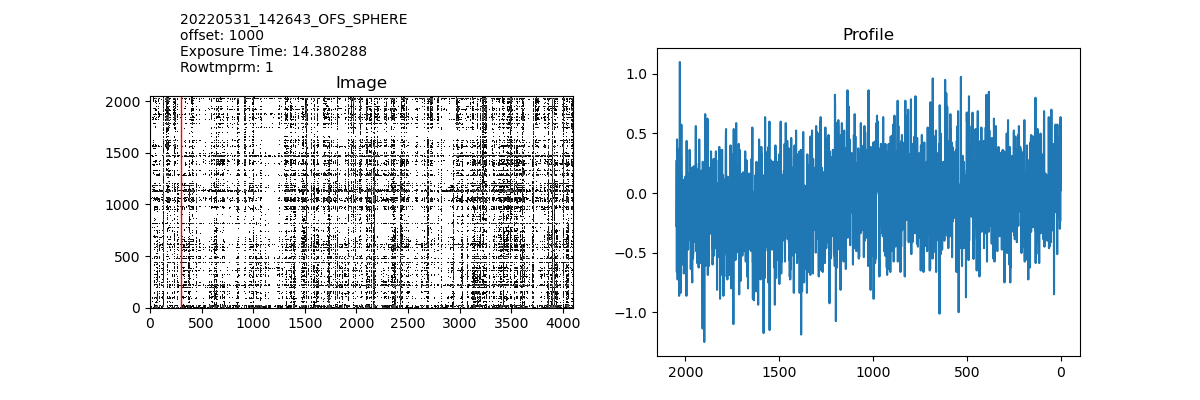 20220531_142643_OFS_SPHERE
offset: 1000
Exposure Time: 14.380288
Rowtmprm: 1
Image
2000
1500
1000
500
0
0 500 1000 1500 2000 2500 3000 3500 4000
Profile
1.0
0.5
0.0
−0.5
−1.0
2000 1500 1000 500 0